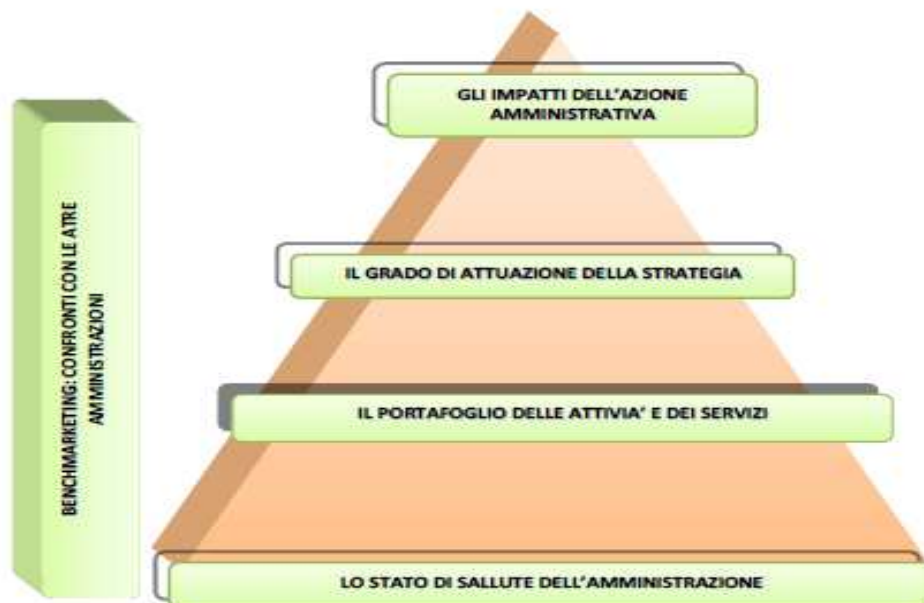 GLI IMPATTI DELL'AZIONE
AMMINISTRATIVA
IL GRADO DI ATTUAZIONE DELLA STRATEGIA
IL PORTAFOGLIO DELLE ATTIVIA' E DEI SERVIZI
LO STATO DI SALLUTE DELL'AMMINISTRAZIONE
BENCHMARKETING: CONFRONTI CON LE ATRE
AMMINISTRAZIONI